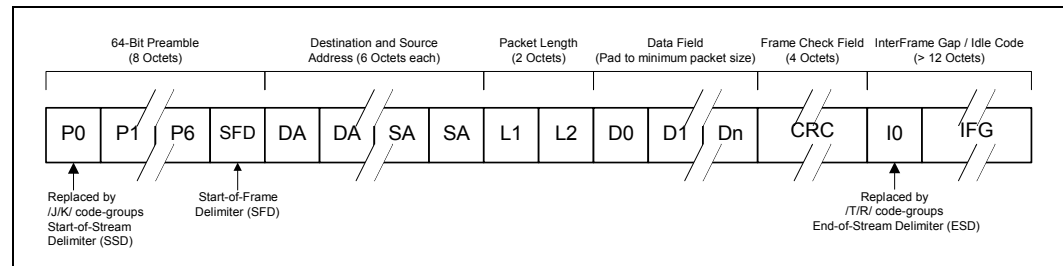 64-Bit Preamble
(8 Octets)
Destination and Source
Address (6 Octets each)
Packet Length
(2 Octets)
Data Field
(Pad to minimum packet size)
Frame Check Field
(4 Octets)
InterFrame Gap / Idle Code
(> 12 Octets)
P0 P1 P6 SFD DA DA SA SA L1 L2 D0 D1 Dn CRC I0 IFG
Replaced by
/J/K/ code-groups
Start-of-Stream
Delimiter (SSD)
Start-of-Frame
Delimiter (SFD)
Replaced by
/T/R/ code-groups
End-of-Stream Delimiter (ESD)